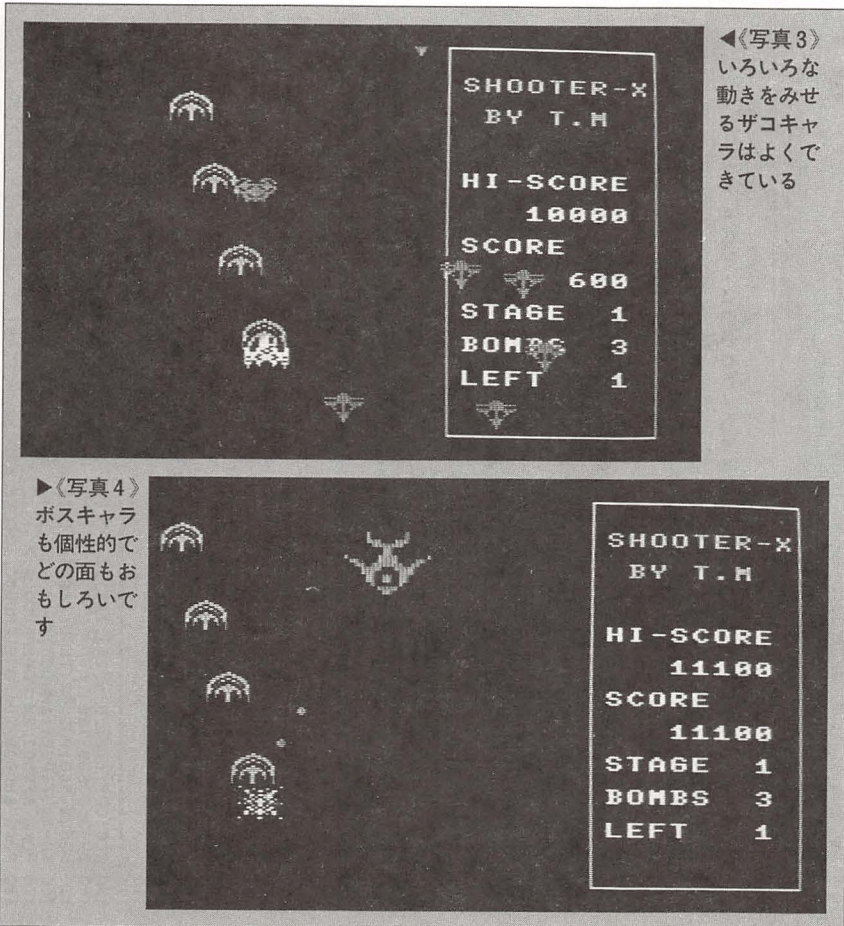 ◀《写真3》
いろいろな
動きをみせ
るザコキャ
ラはよくで
きている
SHOOTER-X
BY T.M
HI-SCORE
10000
SCORE
600
STAGE 1
BOMBS 3
LEFT 1
▶《写真4》
ボスキャラ
も個性的で
どの面もお
もしろいで
す
SHOOTER-X
BY T.M
HI-SCORE
11100
SCORE
11100
STAGE 1
BOMBS 3
LEFT 1